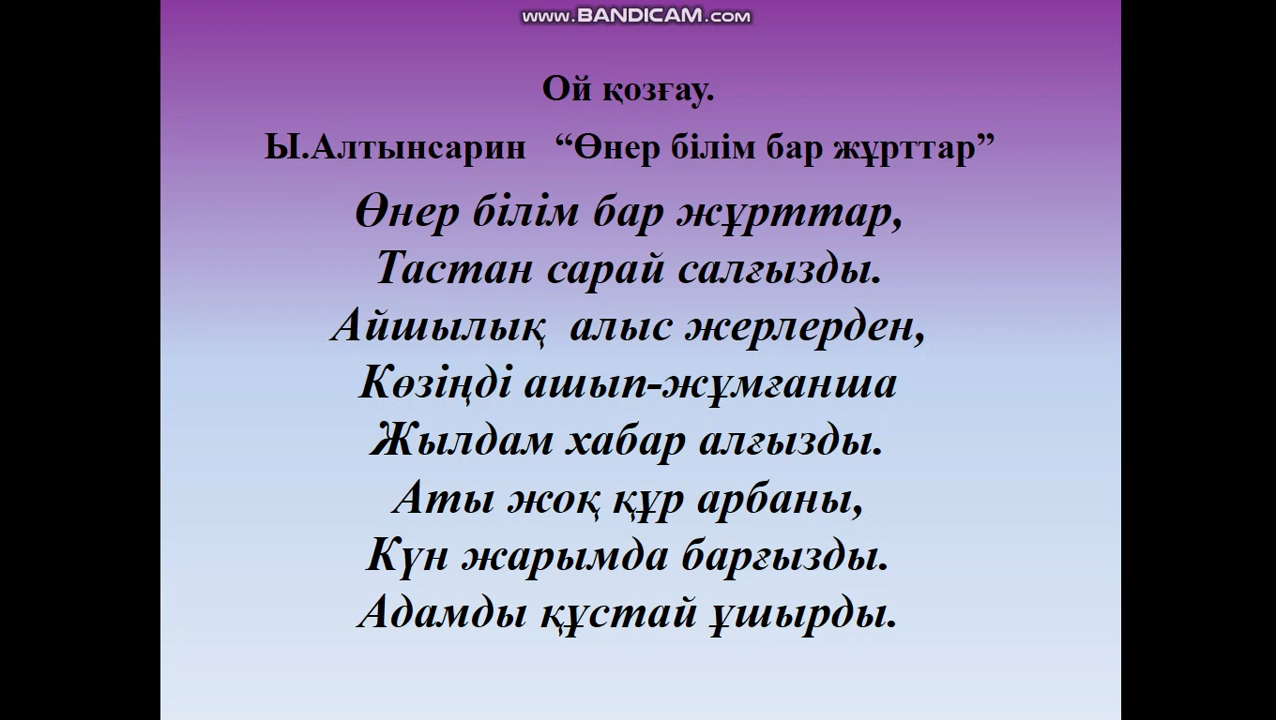 www.BANDICAM.com
Ой қозғау.
Ы.Алтынсарин “Өнер білім бар жұрттар”
Өнер білім бар жұрттар,
Тастан сарай салғызды.
Айшылық алыс жерлерден,
Көзіңді ашып-жұмғанша
Жылдам хабар алғызды.
Аты жоқ құр арбаны,
Күн жарымда барғызды.
Адамды құстай ұшырды.